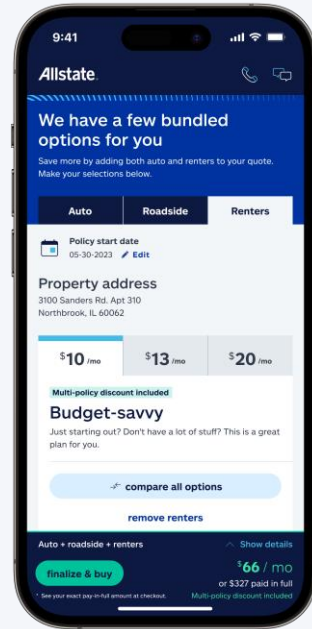 9:41
Allstate.
We have a few bundled
options for you
Save more by adding both auto and renters to your quote.
Make your selections below.
Auto Roadside Renters
Policy start date
05-30-2023 Edit
Property address
3100 Sanders Rd. Apt 310
Northbrook, IL 60062
$10 /mo $13 /mo $20 /mo
Multi-policy discount included
Budget-savvy
Just starting out? Don't have a lot of stuff? This is a great
plan for you.
compare all options
remove renters
Auto + roadside + renters Show details
finalize & buy $66 / mo
or $327 paid in full
* See your exact pay-in-full amount at checkout. Multi-policy discount included